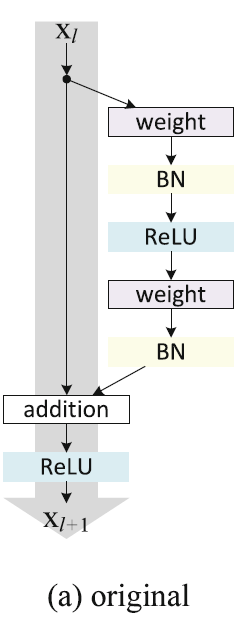 x_l
weight
BN
ReLU
weight
BN
addition
ReLU
x_{l+1}
(a) original